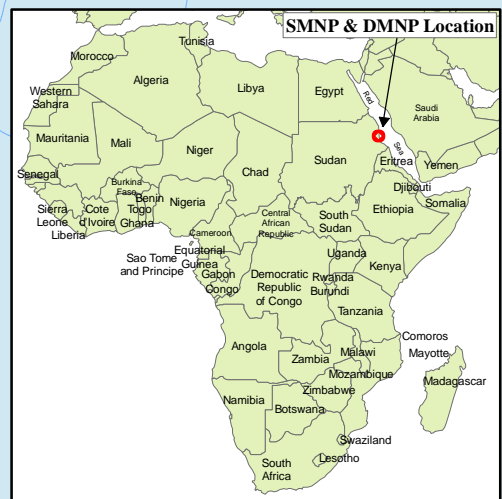 SMNP & DMNP Location
Tunisia
Morocco
Algeria
Libya
Egypt
Western
Sahara
Red
Sea
Saudi
Arabia
Mauritania
Mali
Niger
Chad
Sudan
Eritrea
Yemen
Senegal
Burkina
Faso
Benin
Togo
Ghana
Nigeria
Djibouti
Somalia
Ethiopia
Sierra
Leone
Liberia
Cote
d'Ivoire
Cameroon
Central
African
Republic
South
Sudan
Equatorial
Guinea
Sao Tome
and Principe
Gabon
Congo
Democratic
Republic
of Congo
Uganda
Kenya
Rwanda
Burundi
Tanzania
Comoros
Mayotte
Angola
Zambia
Malawi
Mozambique
Zimbabwe
Madagascar
Namibia
Botswana
Swaziland
Lesotho
South
Africa